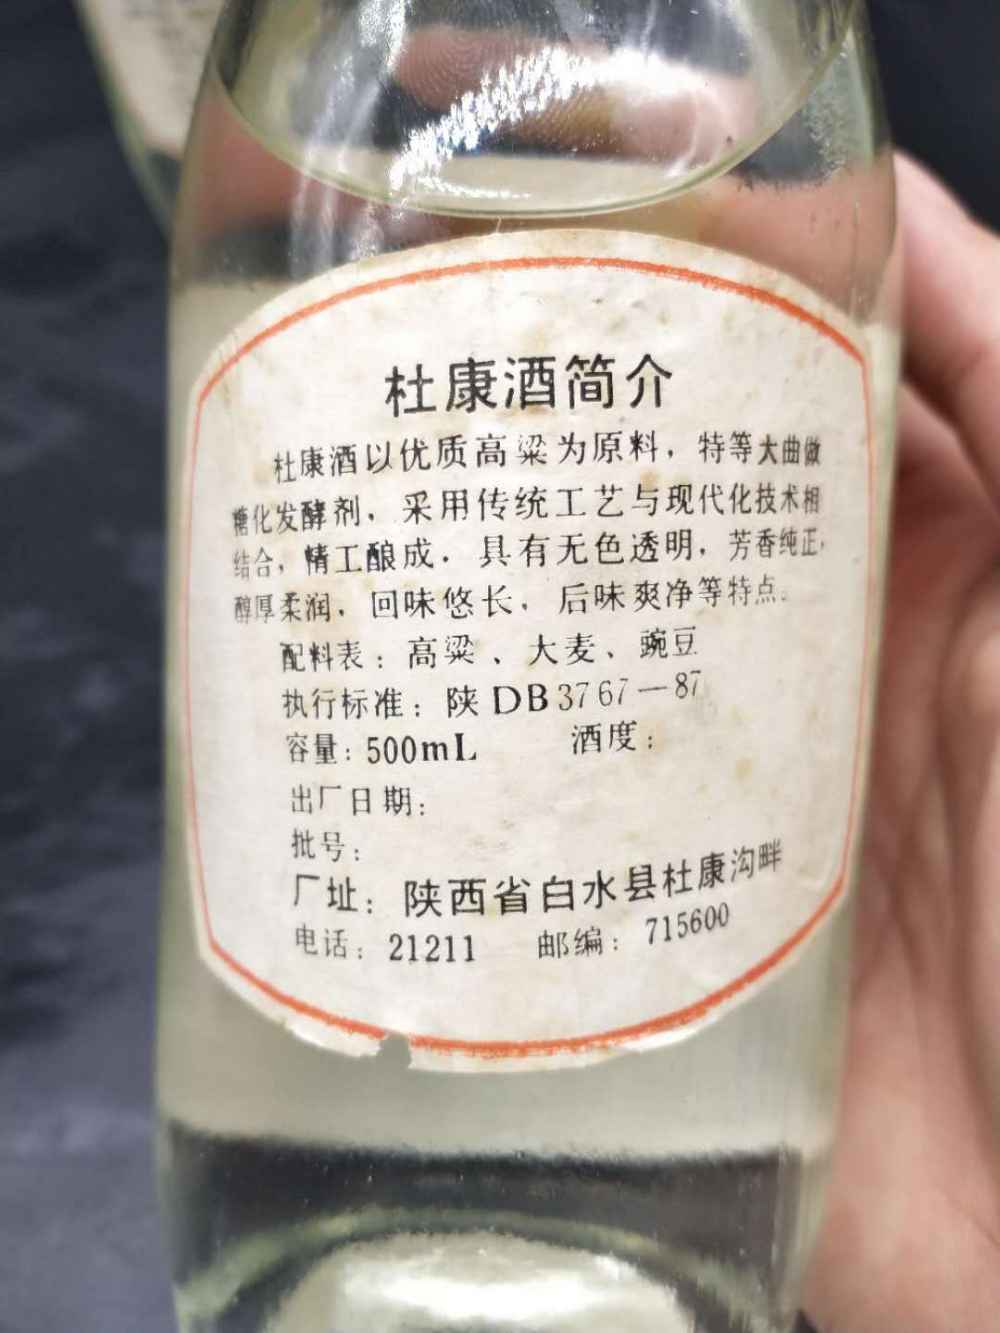 杜康酒简介
杜康酒以优质高粱为原料，特等大曲做
糖化发酵剂，采用传统工艺与现代化技术相
结合，精工酿成．具有无色透明，芳香纯正，
醇厚柔润，回味悠长，后味爽净等特点。
配料表：高粱、大麦、豌豆
执行标准：陕DB3767—87
容量：500mL 酒度：
出厂日期：
批号：
厂址：陕西省白水县杜康沟畔
电话：21211 邮编：715600